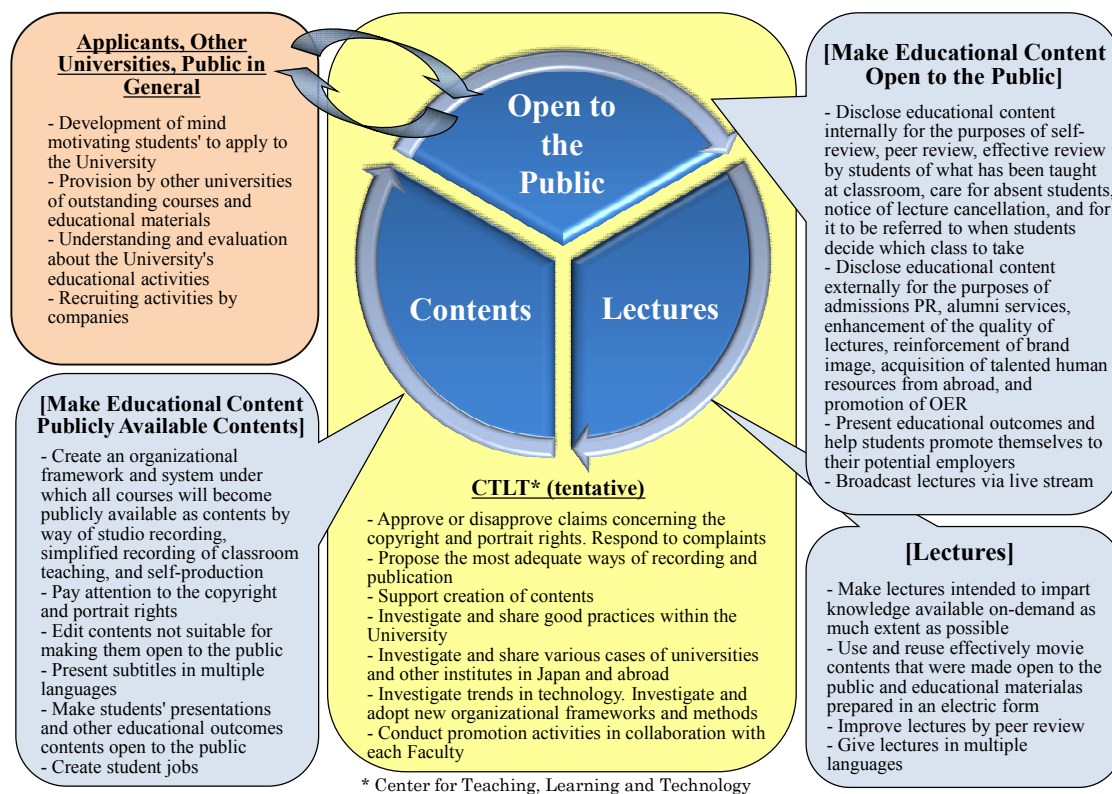 Applicants, Other
Universities, Public in
General
- Development of mind
motivating students' to apply to
the University
- Provision by other universities
of outstanding courses and
educational materials
- Understanding and evaluation
about the University's
educational activities
- Recruiting activities by
companies
Open to
the
Public
Contents
Lectures
[Make Educational Content
Open to the Public]
- Disclose educational content
internally for the purposes of self-
review, peer review, effective review
by students of what has been taught
at classroom, care for absent students,
notice of lecture cancellation, and for
it to be referred to when students
decide which class to take
- Disclose educational content
externally for the purposes of
admissions PR, alumni services,
enhancement of the quality of
lectures, reinforcement of brand
image, acquisition of talented human
resources from abroad, and
promotion of OER
- Present educational outcomes and
help students promote themselves to
their potential employers
- Broadcast lectures via live stream
[Make Educational Content
Publicly Available Contents]
- Create an organizational
framework and system under
which all courses will become
publicly available as contents by
way of studio recording,
simplified recording of classroom
teaching, and self-production
- Pay attention to the copyright
and portrait rights
- Edit contents not suitable for
making them open to the public
- Present subtitles in multiple
languages
- Make students' presentations
and other educational outcomes
contents open to the public
- Create student jobs
CTLT* (tentative)
- Approve or disapprove claims concerning the
copyright and portrait rights. Respond to complaints
- Propose the most adequate ways of recording and
publication
- Support creation of contents
- Investigate and share good practices within the
University
- Investigate and share various cases of universities
and other institutes in Japan and abroad
- Investigate trends in technology. Investigate and
adopt new organizational frameworks and methods
- Conduct promotion activities in collaboration with
each Faculty
[Lectures]
- Make lectures intended to impart
knowledge available on-demand as
much extent as possible
- Use and reuse effectively movie
contents that were made open to the
public and educational materialas
prepared in an electric form
- Improve lectures by peer review
- Give lectures in multiple
languages
* Center for Teaching, Learning and Technology